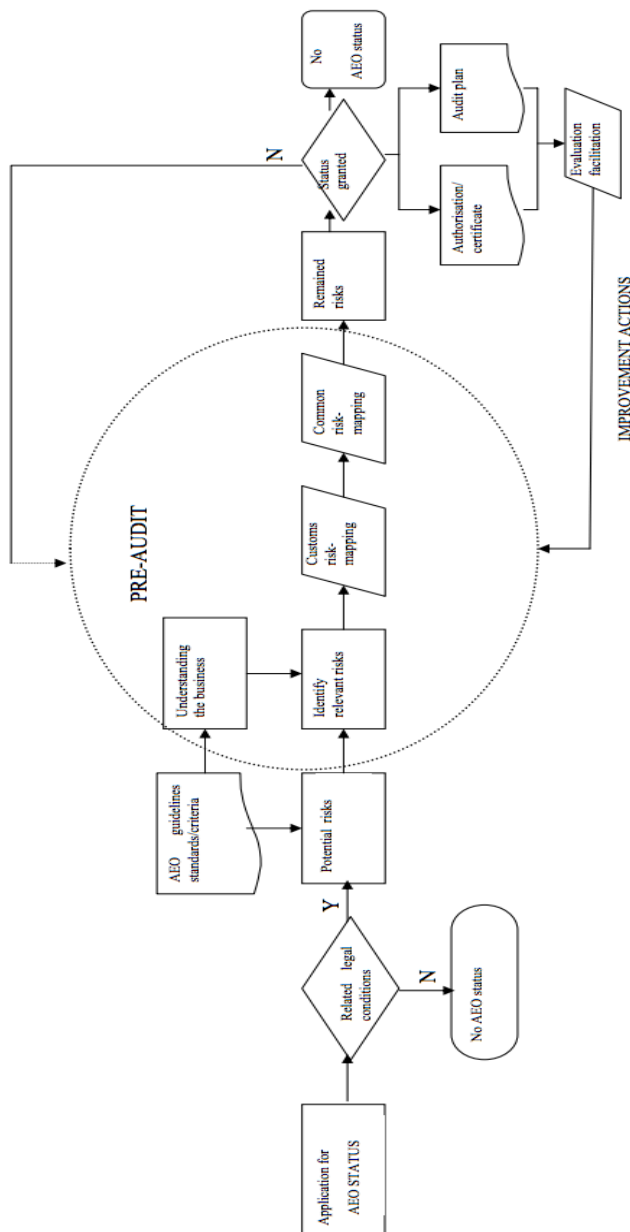 Application for
AEO STATUS
Related legal
conditions
Y
N
No AEO status
AEO guidelines
standards/criteria
Potential risks
PRE-AUDIT
Understanding
the business
Identify
relevant risks
Customs
risk-
mapping
Common
risk-
mapping
Remained
risks
Status
granted
N
No
AEO status
Authorisation/
certificate
Audit plan
Evaluation
facilitation
IMPROVEMENT ACTIONS